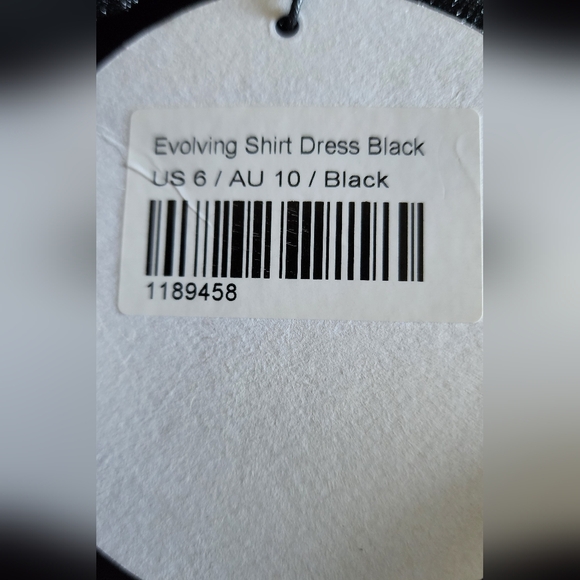 Evolving Shirt Dress Black
US 6 / AU 10 / Black
1189458